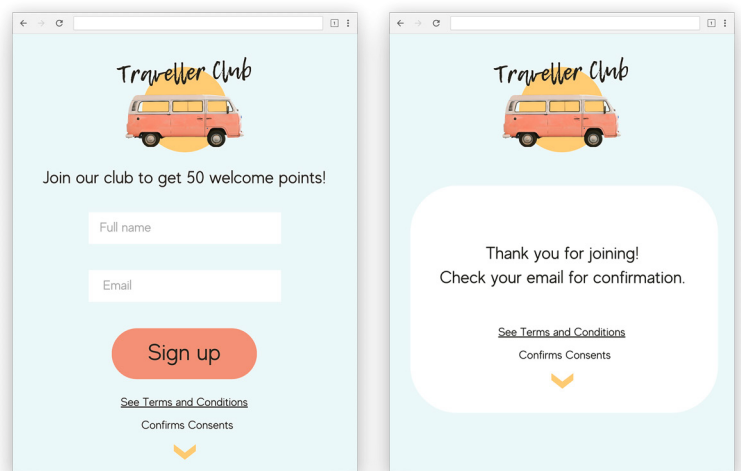 Traveller Club
Join our club to get 50 welcome points!
Full name
Email
Sign up
See Terms and Conditions
Confirms Consents
Traveller Club
Thank you for joining!
Check your email for confirmation.
See Terms and Conditions
Confirms Consents